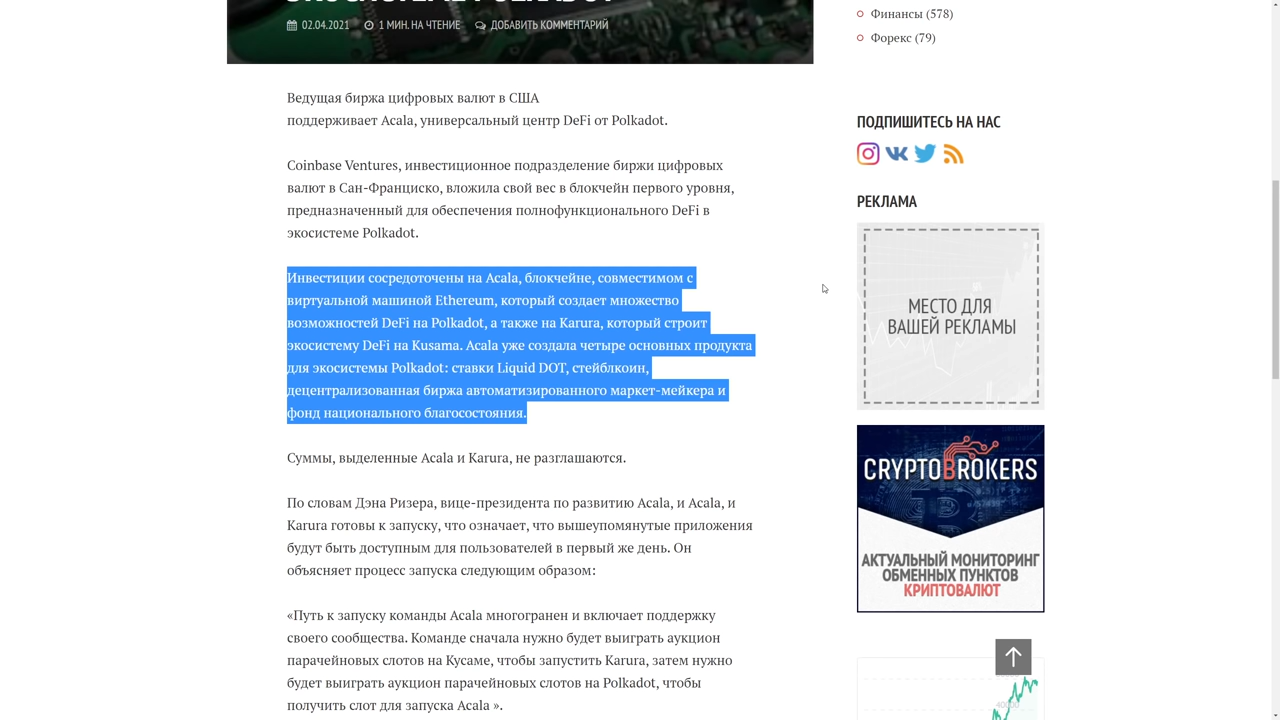 02.04.2021 1 МИН. НА ЧТЕНИЕ ДОБАВИТЬ КОММЕНТАРИЙ
Ведущая биржа цифровых валют в США
поддерживает Acala, универсальный центр DeFi от Polkadot.
Coinbase Ventures, инвестиционное подразделение биржи цифровых
валют в Сан-Франциско, вложила свой вес в блокчейн первого уровня,
предназначенный для обеспечения полнофункционального DeFi в
экосистеме Polkadot.
Инвестиции сосредоточены на Acala, блокчейне, совместимом с
виртуальной машиной Ethereum, который создает множество
возможностей DeFi на Polkadot, а также на Karura, который строит
экосистему DeFi на Kusama. Acala уже создала четыре основных продукта
для экосистемы Polkadot: ставки Liquid DOT, стейблкоин,
децентрализованная биржа автоматизированного маркет-мейкера и
фонд национального благосостояния.
Суммы, выделенные Acala и Karura, не разглашаются.
По словам Дэна Ризера, вице-президента по развитию Acala, и Acala, и
Karura готовы к запуску, что означает, что вышеупомянутые приложения
будут быть доступным для пользователей в первый же день. Он
объясняет процесс запуска следующим образом:
«Путь к запуску команды Acala многогранен и включает поддержку
своего сообщества. Команде сначала нужно будет выиграть аукцион
парачейновых слотов на Кусаме, чтобы запустить Karura, затем нужно
будет выиграть аукцион парачейновых слотов на Polkadot, чтобы
получить слот для запуска Acala ».
Финансы (578)
Форекс (79)
ПОДПИШИТЕСЬ НА НАС
РЕКЛАМА
МЕСТО ДЛЯ
ВАШЕЙ РЕКЛАМЫ
CRYPTOBROKERS
АКТУАЛЬНЫЙ МОНИТОРИНГ
ОБМЕННЫХ ПУНКТОВ
КРИПТОВАЛЮТ
40000